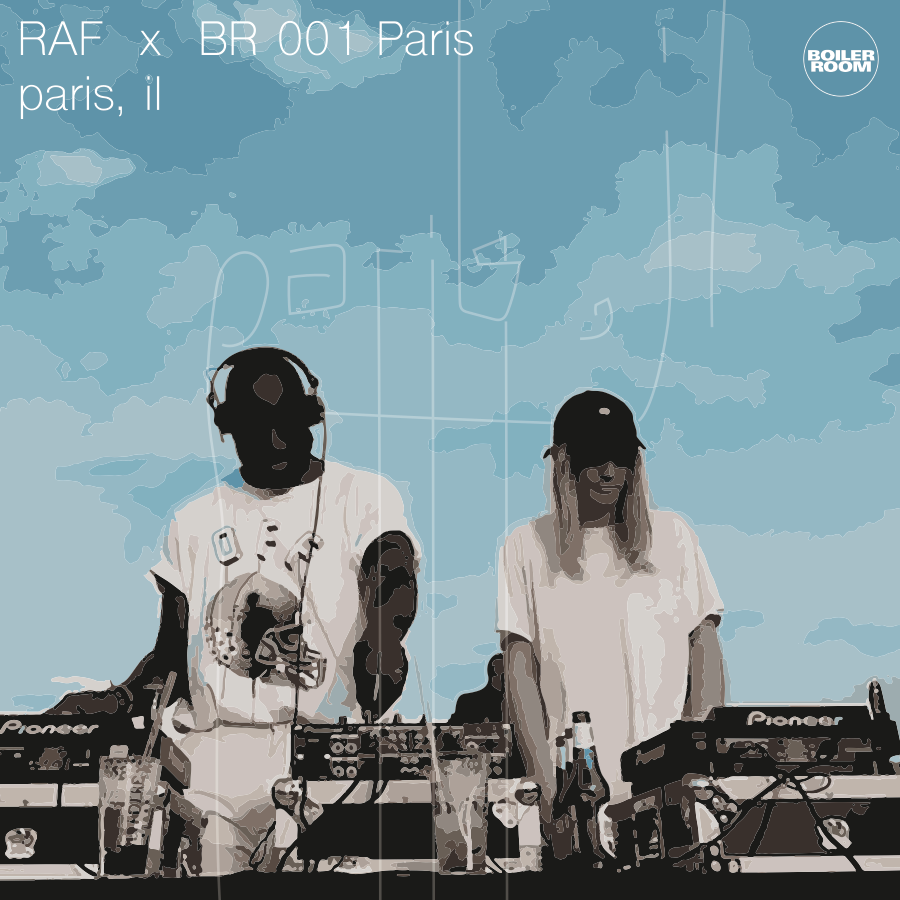 RAF x BR 001 Paris
paris, il
BOILER
ROOM
Pioneer
Pioneer